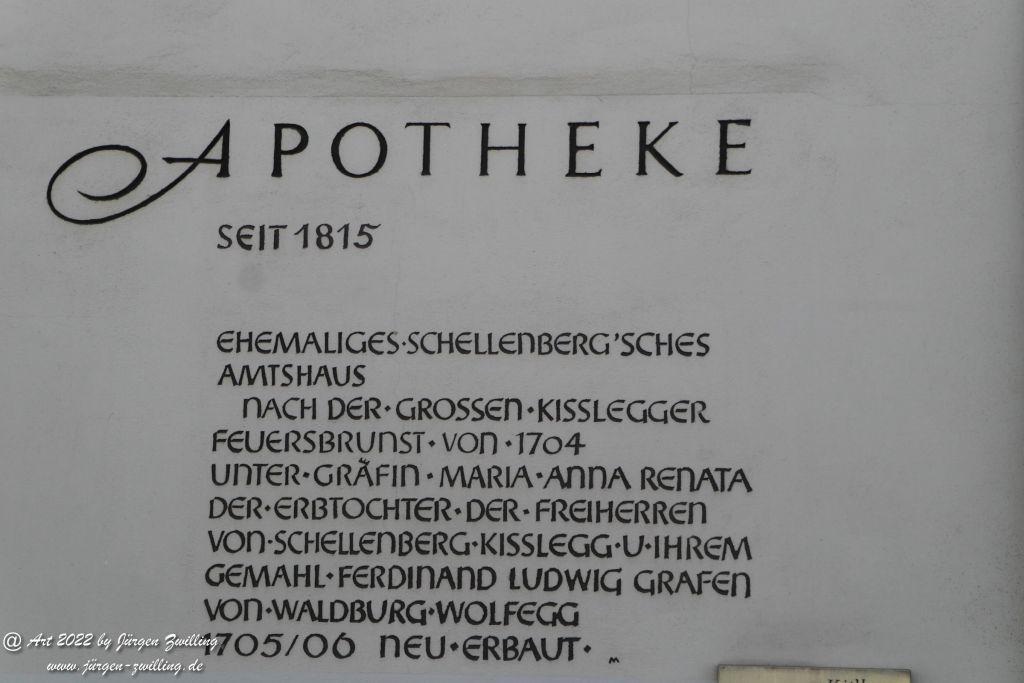 APOTHEKE
SEIT 1815
EHEMALIGES·SCHELLENBERG'SCHES
AMTSHAUS
NACH DER·GROSSEN·KISSLEGGER
FEUERSBRUNST·VON·1704
UNTER·GRÄFIN·MARIA·ANNA RENATA
DER·ERBTOCHTER·DER·FREIHERREN
VON·SCHELLENBERG·KISSLEGG·U·IHREM
GEMAHL·FERDINAND LUDWIG GRAFEN
VON·WALDBURG·WOLFEGG
1705/06 NEU·ERBAUT·
@ Art 2022 by Jürgen Zwilling
www.jürgen-zwilling.de